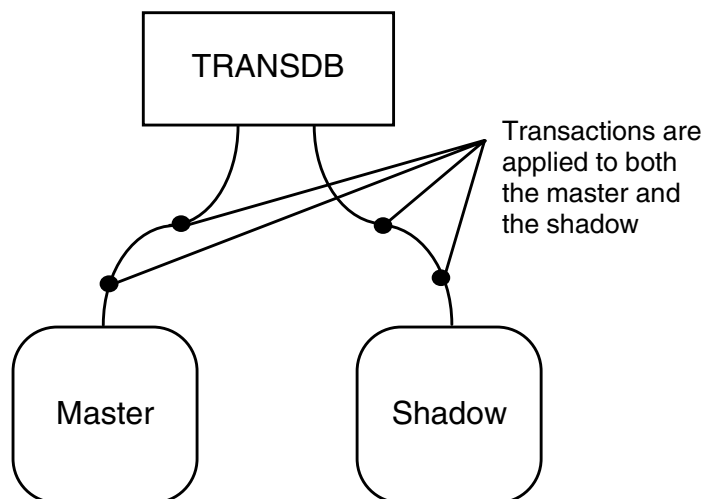 TRANSDB
Transactions are
applied to both
the master and
the shadow
Master
Shadow